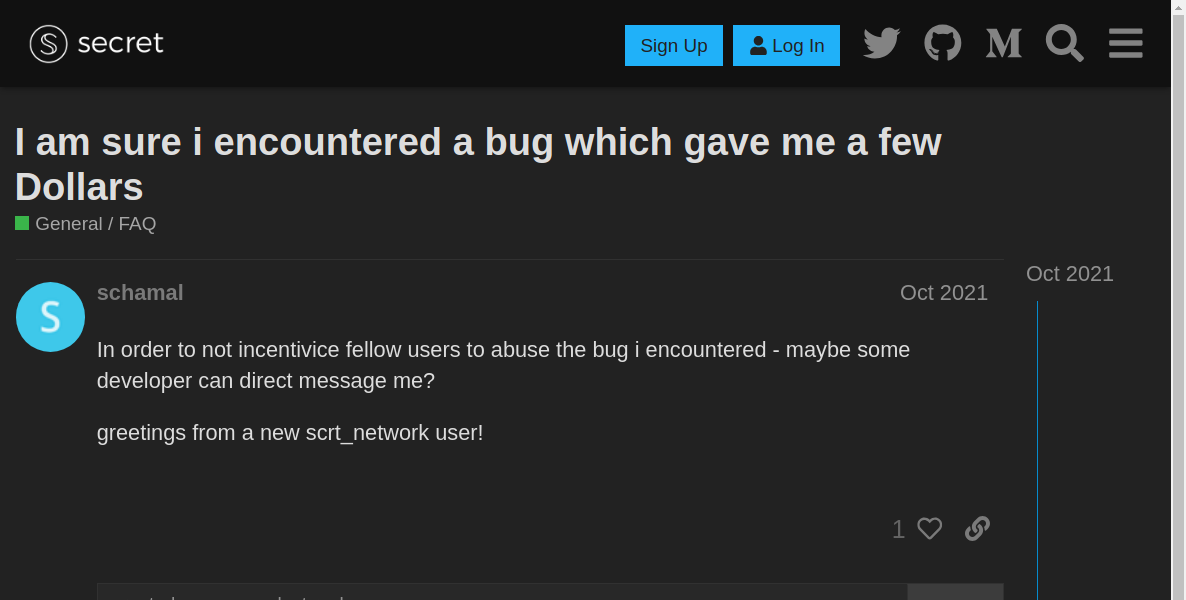 secret
Sign Up
Log In
I am sure i encountered a bug which gave me a few
Dollars
General / FAQ
Oct 2021
schamal
Oct 2021
S
In order to not incentivice fellow users to abuse the bug i encountered - maybe some
developer can direct message me?
greetings from a new scrt_network user!
1